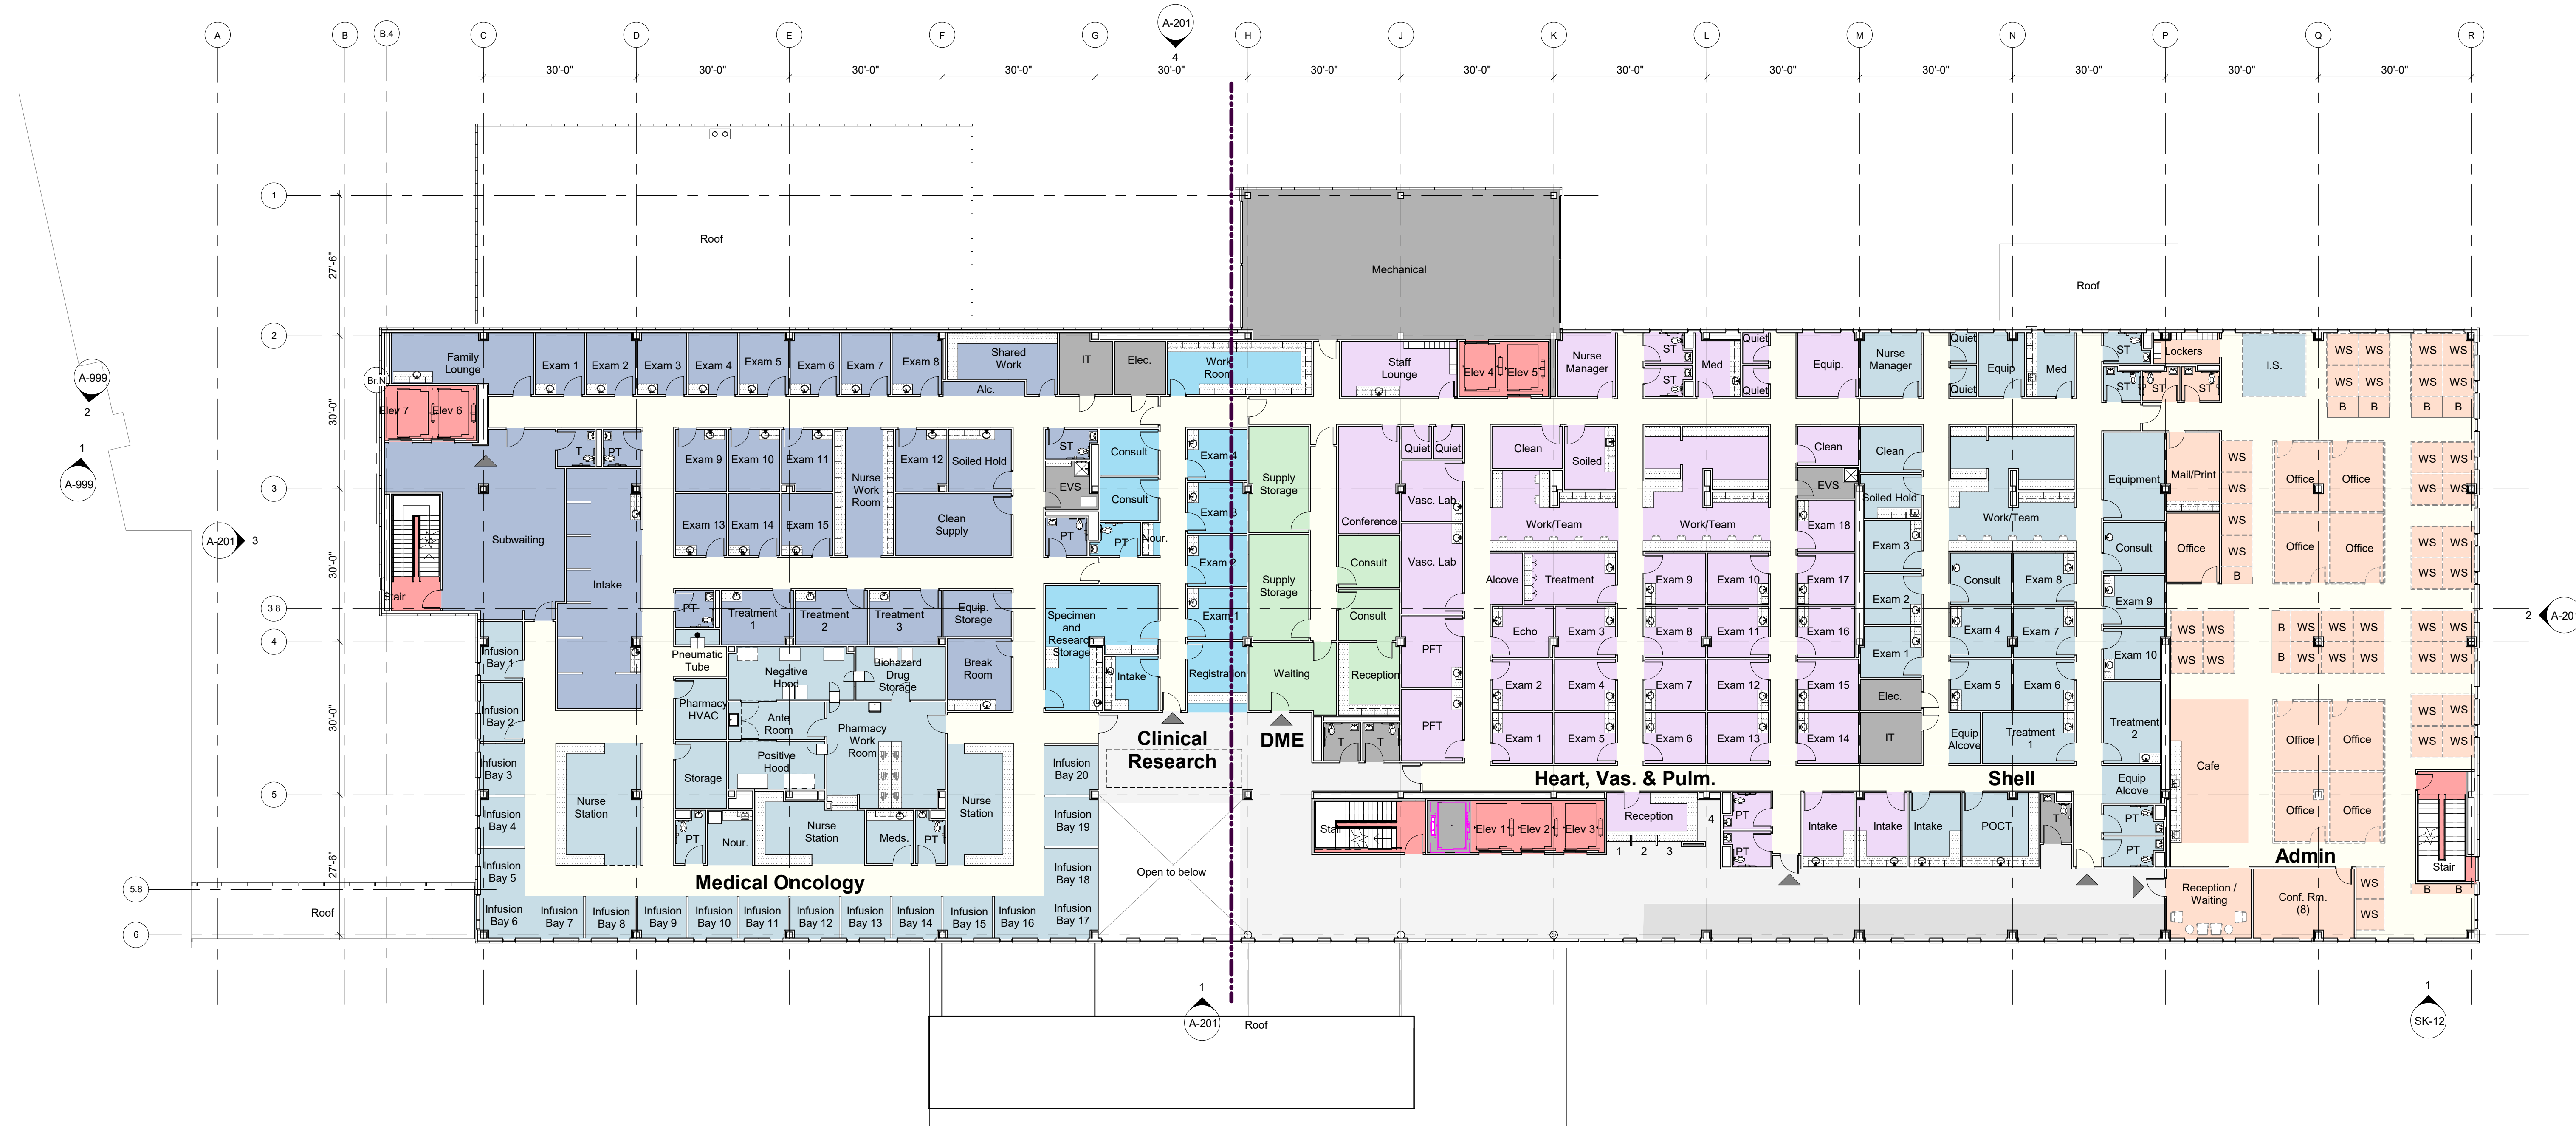 A-201
4
A
B
B.4
C
D
E
F
G
H
J
K
L
M
N
P
Q
R
30'-0"
30'-0"
30'-0"
30'-0"
30'-0"
30'-0"
30'-0"
30'-0"
30'-0"
30'-0"
30'-0"
30'-0"
30'-0"
1
27'-6"
Roof
Mechanical
Roof
2
A-999
2
1
A-999
Br.N
30'-0"
Family
Lounge
Exam 1
Exam 2
Exam 3
Exam 4
Exam 5
Exam 6
Exam 7
Exam 8
Shared
Work
Alc.
IT
Elec.
Work
Room
Staff
Lounge
Elev 4
Elev 5
Nurse
Manager
ST
ST
Med
Quiet
Quiet
Equip.
Nurse
Manager
Quiet
Quiet
Equip
Med
ST
ST
Lockers
ST
ST
I.S.
WS
WS
WS
WS
WS
WS
WS
WS
B
B
B
B
Elev 7
Elev 6
T
PT
Exam 9
Exam 10
Exam 11
Nurse
Work
Room
Exam 12
Soiled Hold
ST
EVS
Consult
Consult
Exam 4
Exam 3
Supply
Storage
Conference
Quiet
Quiet
Vasc. Lab
Clean
Soiled
Clean
EVS
Clean
Soiled Hold
Equipment
Mail/Print
WS
WS
WS
WS
B
Office
Office
Office
Office
WS
WS
WS
WS
3
A-201
3
30'-0"
Subwaiting
Intake
Exam 13
Exam 14
Exam 15
Clean
Supply
PT
PT
Nour.
Exam 2
Supply
Storage
Consult
Vasc. Lab
Work/Team
Work/Team
Exam 18
Exam 3
Work/Team
Consult
Office
WS
WS
WS
WS
Alcove
Treatment
Exam 9
Exam 10
Exam 17
Exam 2
Consult
Exam 8
Exam 9
Stair
3.8
4
PT
Treatment
1
Treatment
2
Treatment
3
Equip.
Storage
Specimen
and
Research
Storage
Exam 1
Consult
PFT
Echo
Exam 3
Exam 8
Exam 11
Exam 16
Exam 1
Exam 4
Exam 7
Exam 10
WS
WS
WS
WS
B
WS
WS
WS
B
WS
WS
WS
WS
WS
WS
WS
2
A-201
Infusion
Bay 1
Pneumatic
Tube
Negative
Hood
Biohazard
Drug
Storage
Break
Room
Intake
Registration
Waiting
Reception
Exam 2
Exam 4
Exam 7
Exam 12
Exam 15
Elec.
Exam 5
Exam 6
30'-0"
Infusion
Bay 2
Pharmacy
HVAC
Ante
Room
Pharmacy
Work
Room
Clinical
Research
DME
T
T
PFT
Exam 1
Exam 5
Exam 6
Exam 13
Exam 14
IT
Equip
Alcove
Treatment
1
Treatment
2
Cafe
Office
Office
Office
Office
WS
WS
WS
WS
Infusion
Bay 3
Storage
Positive
Hood
Infusion
Bay 20
Heart, Vas. & Pulm.
Shell
Equip
Alcove
5
Infusion
Bay 4
Nurse
Station
Nurse
Station
Nurse
Station
Infusion
Bay 19
Stair
Elev 1
Elev 2
Elev 3
Reception
1
2
3
4
PT
PT
Intake
Intake
Intake
POCT
T
PT
PT
Admin
Stair
PT
Nour.
Meds.
PT
27'-6"
Infusion
Bay 5
Infusion
Bay 18
Open to below
Medical Oncology
5.8
Roof
6
Infusion
Bay 6
Infusion
Bay 7
Infusion
Bay 8
Infusion
Bay 9
Infusion
Bay 10
Infusion
Bay 11
Infusion
Bay 12
Infusion
Bay 13
Infusion
Bay 14
Infusion
Bay 15
Infusion
Bay 16
Infusion
Bay 17
Reception /
Waiting
Conf. Rm.
(8)
WS
WS
B
B
1
A-201
Roof
1
SK-12